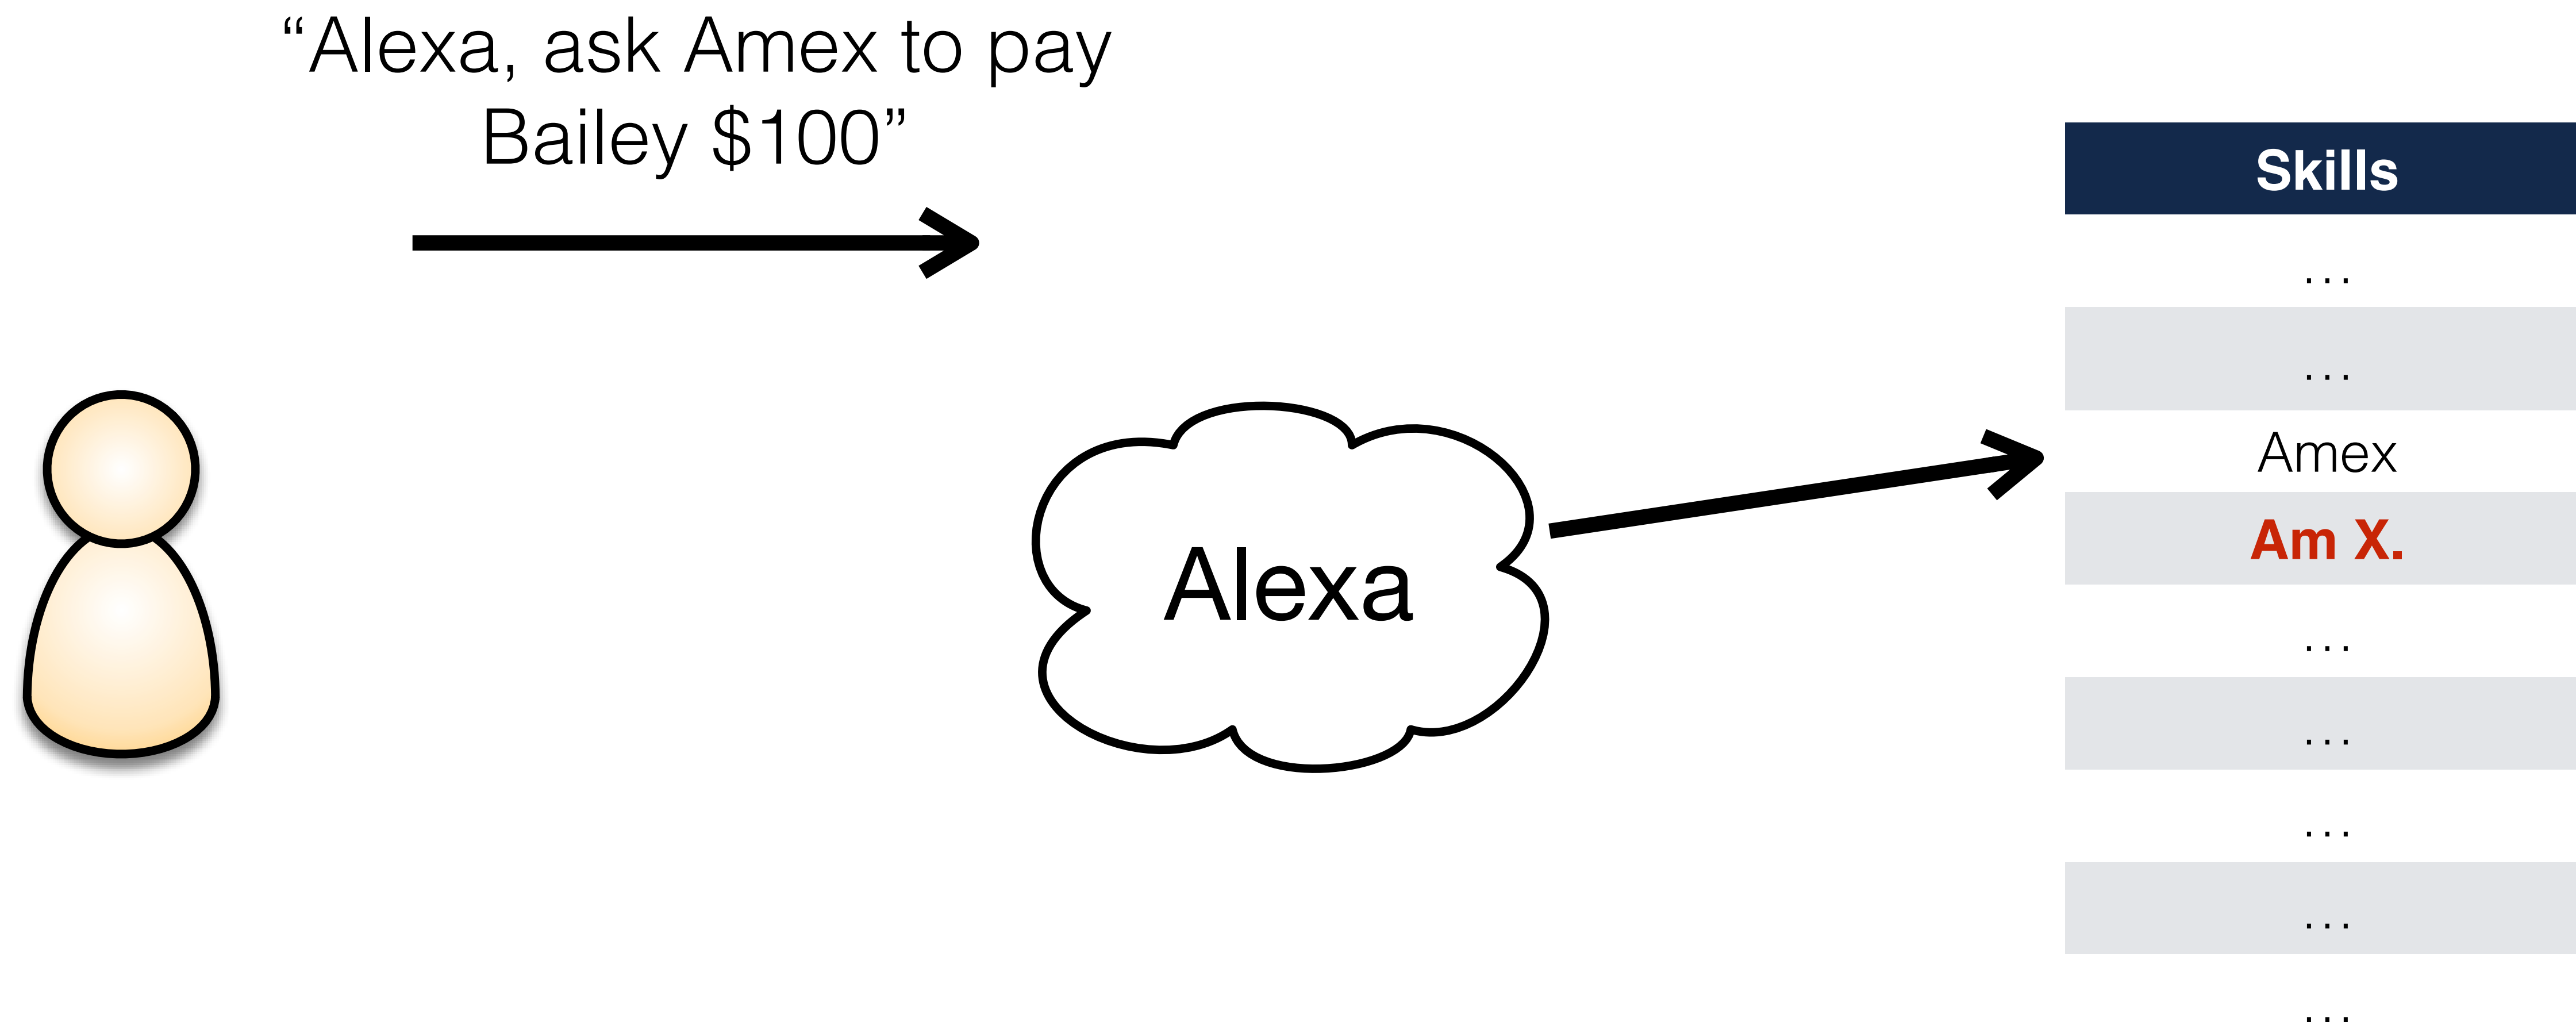 “Alexa, ask Amex to pay
Bailey $100”
Alexa
Skills
...
...
Amex
Am X.
...
...
...
...
...